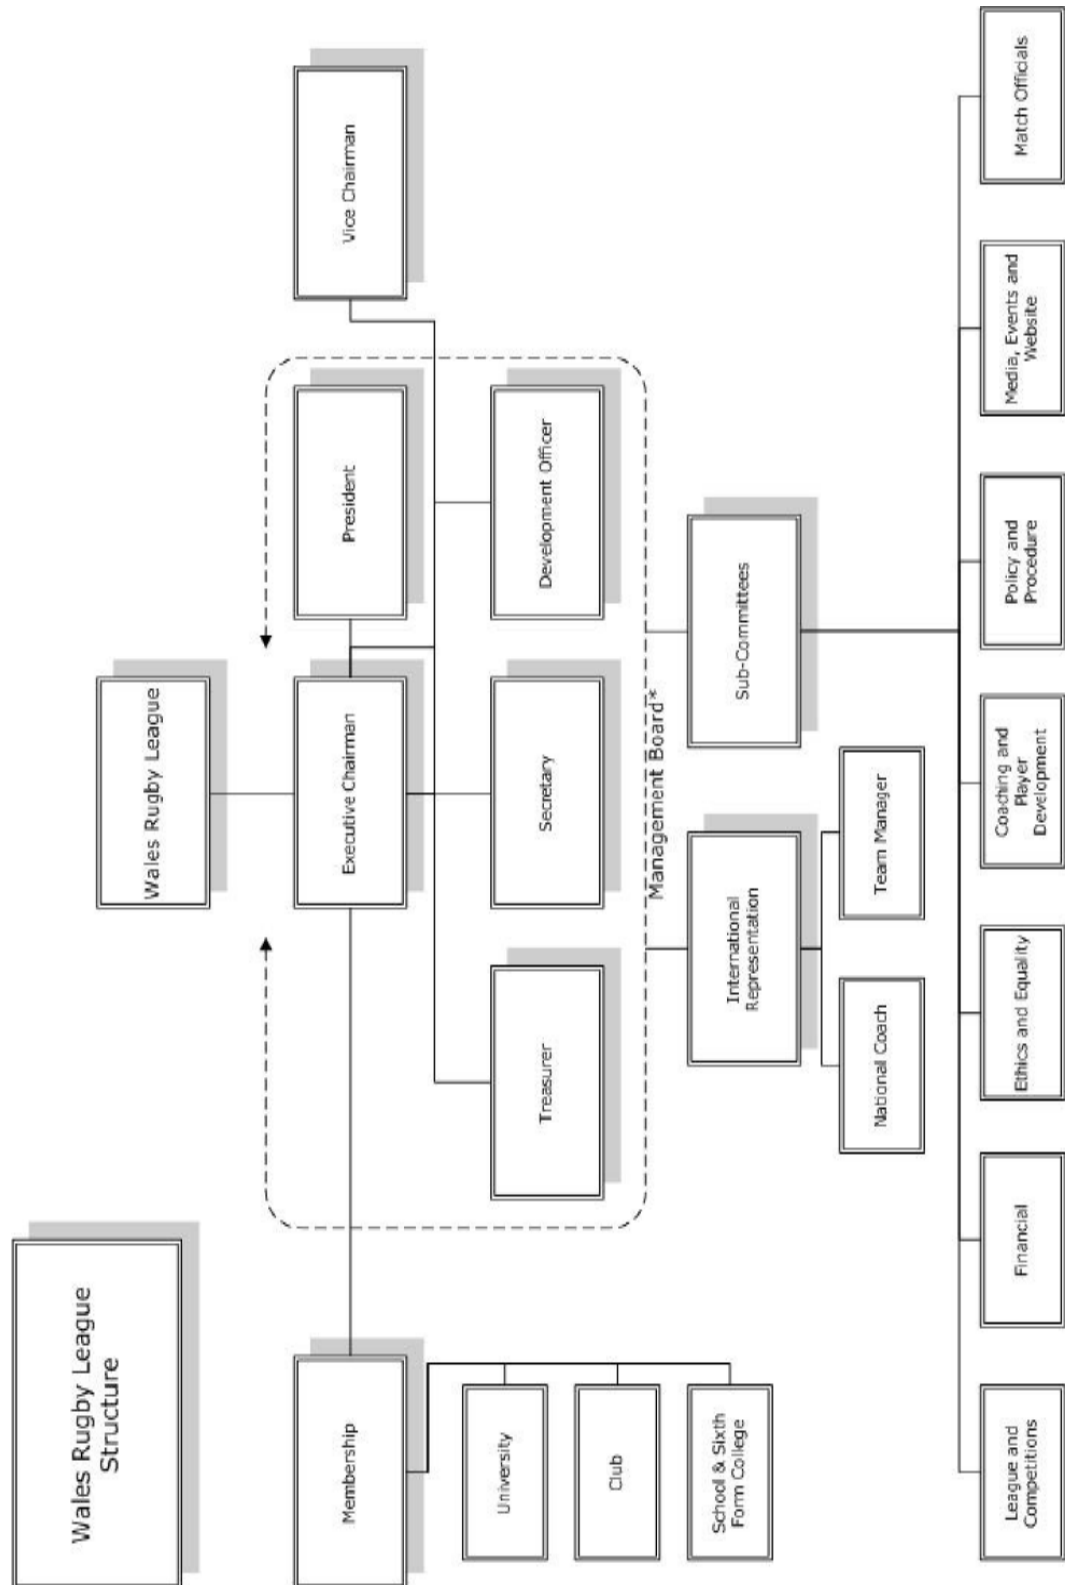 Wales Rugby League
Structure
Wales Rugby League
Membership
Executive Chairman
President
Vice Chairman
University
Club
School & Sixth
Form College
Treasurer
Secretary
Development Officer
Management Board*
International
Representation
Sub-Committees
National Coach
Team Manager
League and
Competitions
Financial
Ethics and Equality
Coaching and
Player
Development
Policy and
Procedure
Media, Events and
Website
Match Officials